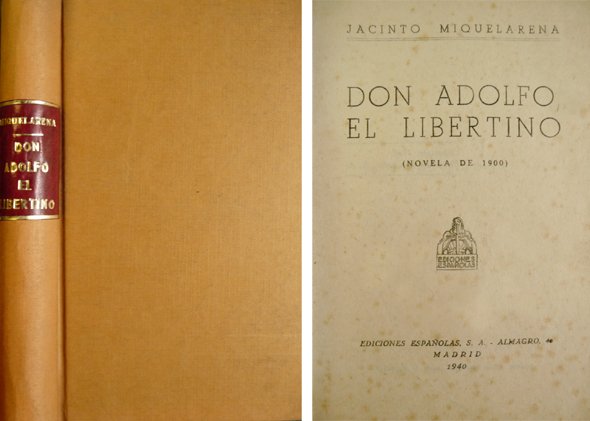 MIQUELARENA
DON
ADOLFO
EL
LIBERTINO
JACINTO MIQUELARENA
DON ADOLFO,
EL LIBERTINO
(NOVELA DE 1900)
EDICIONES
ESPAÑOLAS
EDICIONES ESPAÑOLAS, S. A. - ALMAGRO, 40
MADRID
1940